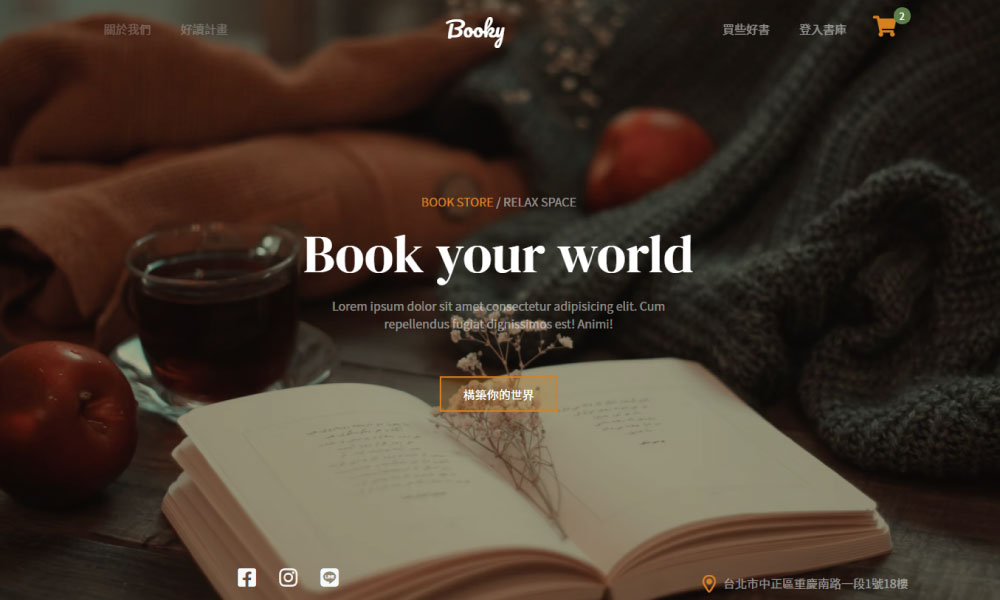 關於我們 好讀計畫 Booky 買些好書 登入書庫 2
BOOK STORE / RELAX SPACE
Book your world
Lorem ipsum dolor sit amet consectetur adipisicing elit. Cum
repellendus fugiat dignissimos est! Animi!
構築你的世界
LINE
台北市中正區重慶南路一段1號18樓